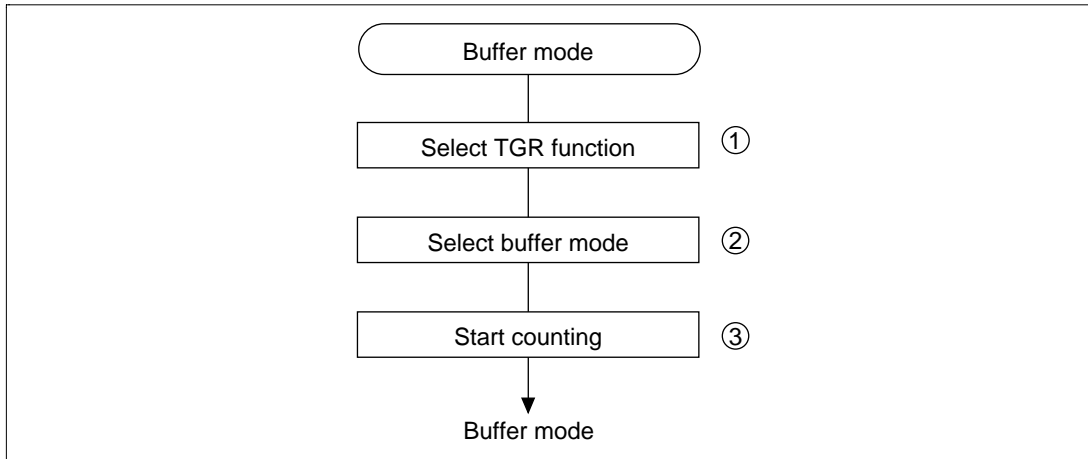 Buffer mode
Select TGR function ①
Select buffer mode ②
Start counting ③
Buffer mode